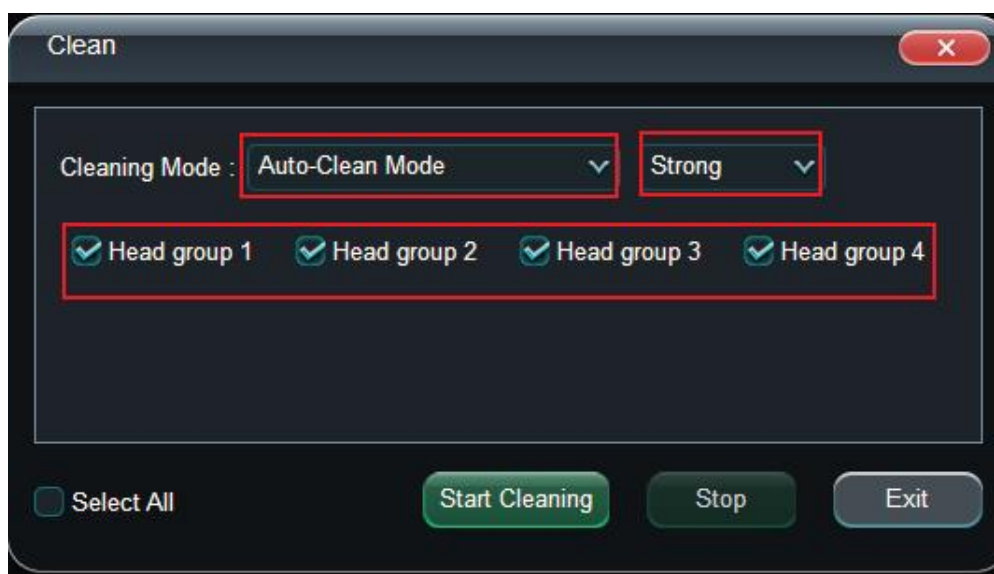 Clean
Cleaning Mode : Auto-Clean Mode Strong
Head group 1 Head group 2 Head group 3 Head group 4
Select All Start Cleaning Stop Exit